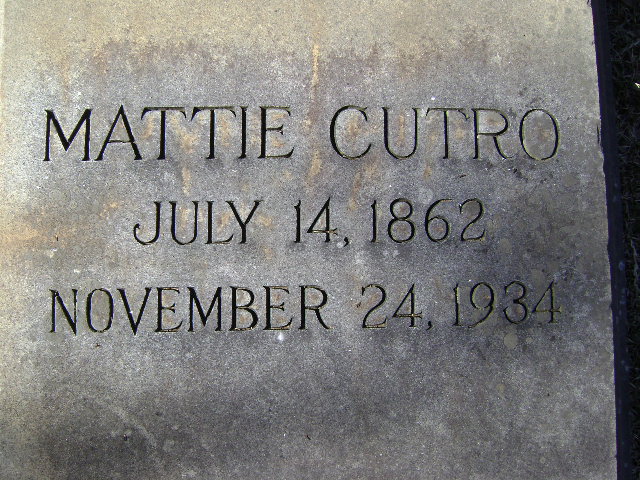 MATTIE CUTRO
JULY 14, 1862
NOVEMBER 24, 1934